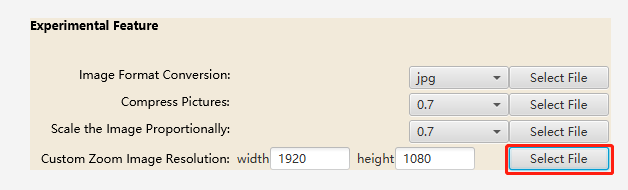 Experimental Feature
Image Format Conversion: jpg Select File
Compress Pictures: 0.7 Select File
Scale the Image Proportionally: 0.7 Select File
Custom Zoom Image Resolution: width 1920 height 1080 Select File